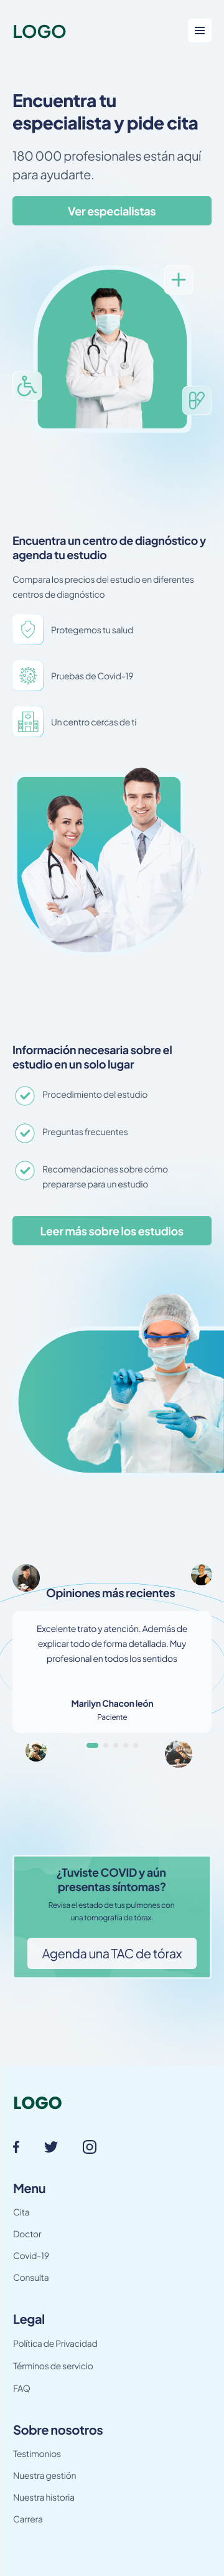 LOGO
Encuentra tu
especialista y pide cita
180 000 profesionales están aquí
para ayudarte.
Ver especialistas
Encuentra un centro de diagnóstico y
agenda tu estudio
Compara los precios del estudio en diferentes
centros de diagnóstico
Protegemos tu salud
Pruebas de Covid-19
Un centro cercas de ti
Información necesaria sobre el
estudio en un solo lugar
Procedimiento del estudio
Preguntas frecuentes
Recomendaciones sobre cómo
prepararse para un estudio
Leer más sobre los estudios
Opiniones más recientes
Excelente trato y atención. Además de
explicar todo de forma detallada. Muy
profesional en todos los sentidos
Marilyn Chacon león
Paciente
¿Tuviste COVID y aún
presentas síntomas?
Revisa el estado de tus pulmones con
una tomografía de tórax.
Agenda una TAC de tórax
LOGO
Menu
Cita
Doctor
Covid-19
Consulta
Legal
Política de Privacidad
Términos de servicio
FAQ
Sobre nosotros
Testimonios
Nuestra gestión
Nuestra historia
Carrera